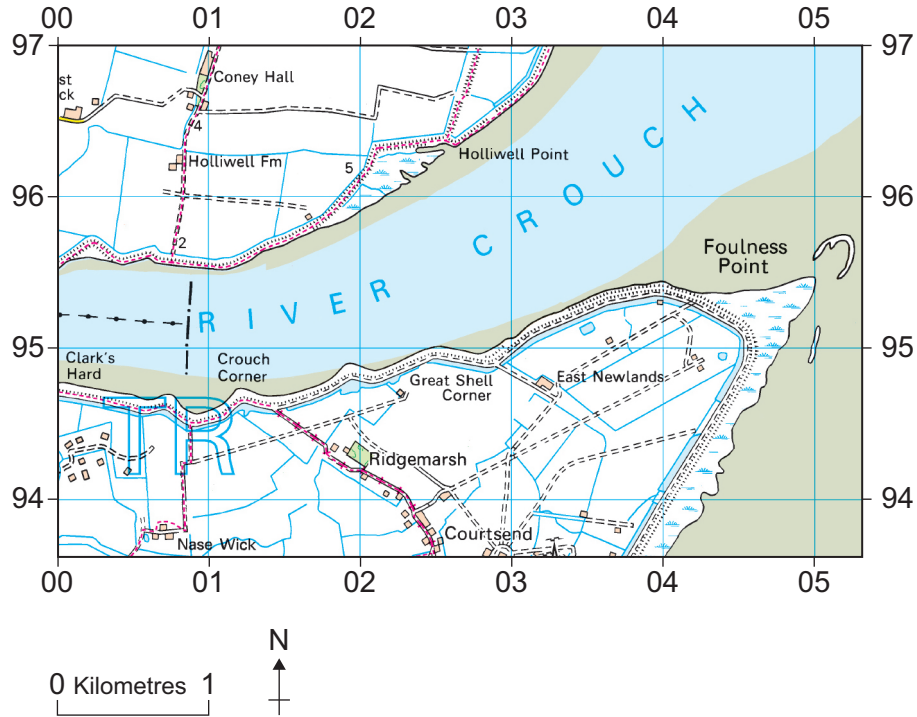 00 01 02 03 04 05
97 97
st
ck
Coney Hall
4
Holliwell Fm
5
Holliwell Point
96 96
2
RIVER CROUCH
Foulness
Point
95 95
Clark's
Hard
Crouch
Corner
Great Shell
Corner
East Newlands
TR
Ridgemarsh
94 94
Nase Wick
Courtsend
00 01 02 03 04 05
N
0 Kilometres 1